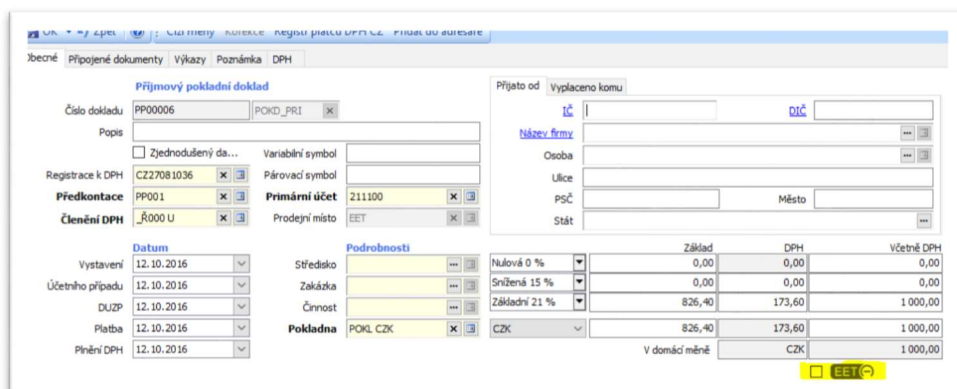 OK Zpět Cizí měny Korekce Registr plátců DPH CZ Přidat do adresáře
Obecné Připojené dokumenty Výkazy Poznámka DPH
Příjmový pokladní doklad
Číslo dokladu PP00006 POKD_PRI
Popis
Zjednodušený da...
Variabilní symbol
Registrace k DPH CZ27081036 Párovací symbol
Předkontace PP001 Primární účet 211100
Členění DPH _Ř000 U Prodejní místo EET
Přijato od Vyplaceno komu
IČ DIČ
Název firmy
Osoba
Ulice
PSČ Město
Stát
Datum Podrobnosti
Vystavení 12.10.2016 Středisko
Účetního případu 12.10.2016 Zakázka
DUZP 12.10.2016 Činnost
Platba 12.10.2016 Pokladna POKL CZK
Plnění DPH 12.10.2016
Základ DPH Včetně DPH
Nulová 0 % 0,00 0,00 0,00
Snížená 15 % 0,00 0,00 0,00
Základní 21 % 826,40 173,60 1 000,00
CZK 826,40 173,60 1 000,00
V domácí měně CZK 1 000,00
EET(−)